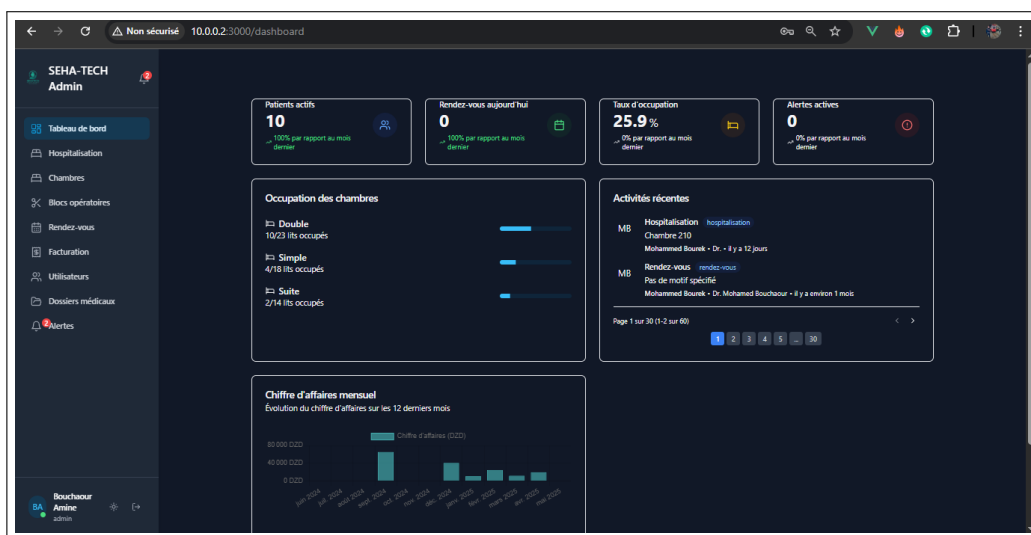 Non sécurisé 10.0.0.2:3000/dashboard
SEHA-TECH
Admin
2
Tableau de bord
Hospitalisation
Chambres
Blocs opératoires
Rendez-vous
Facturation
Utilisateurs
Dossiers médicaux
2
Alertes
BA
Bouchaour
Amine
admin
Patients actifs
10
100% par rapport au mois
dernier
Rendez-vous aujourd'hui
0
100% par rapport au mois
dernier
Taux d'occupation
25.9 %
0% par rapport au mois
dernier
Alertes actives
0
0% par rapport au mois
dernier
Occupation des chambres
Double
10/23 lits occupés
Simple
4/18 lits occupés
Suite
2/14 lits occupés
Activités récentes
MB
Hospitalisation hospitalisation
Chambre 210
Mohammed Bourek • Dr. • il y a 12 jours
MB
Rendez-vous rendez-vous
Pas de motif spécifié
Mohammed Bourek • Dr. Mohamed Bouchaour • il y a environ 1 mois
Page 1 sur 30 (1-2 sur 60)
1 2 3 4 5 ... 30
Chiffre d'affaires mensuel
Évolution du chiffre d'affaires sur les 12 derniers mois
Chiffre d'affaires (DZD)
80 000 DZD
40 000 DZD
0 DZD
juin 2024 juil. 2024 août 2024 sept. 2024 oct. 2024 nov. 2024 déc. 2024 janv. 2025 févr. 2025 mars 2025 avr. 2025 mai 2025